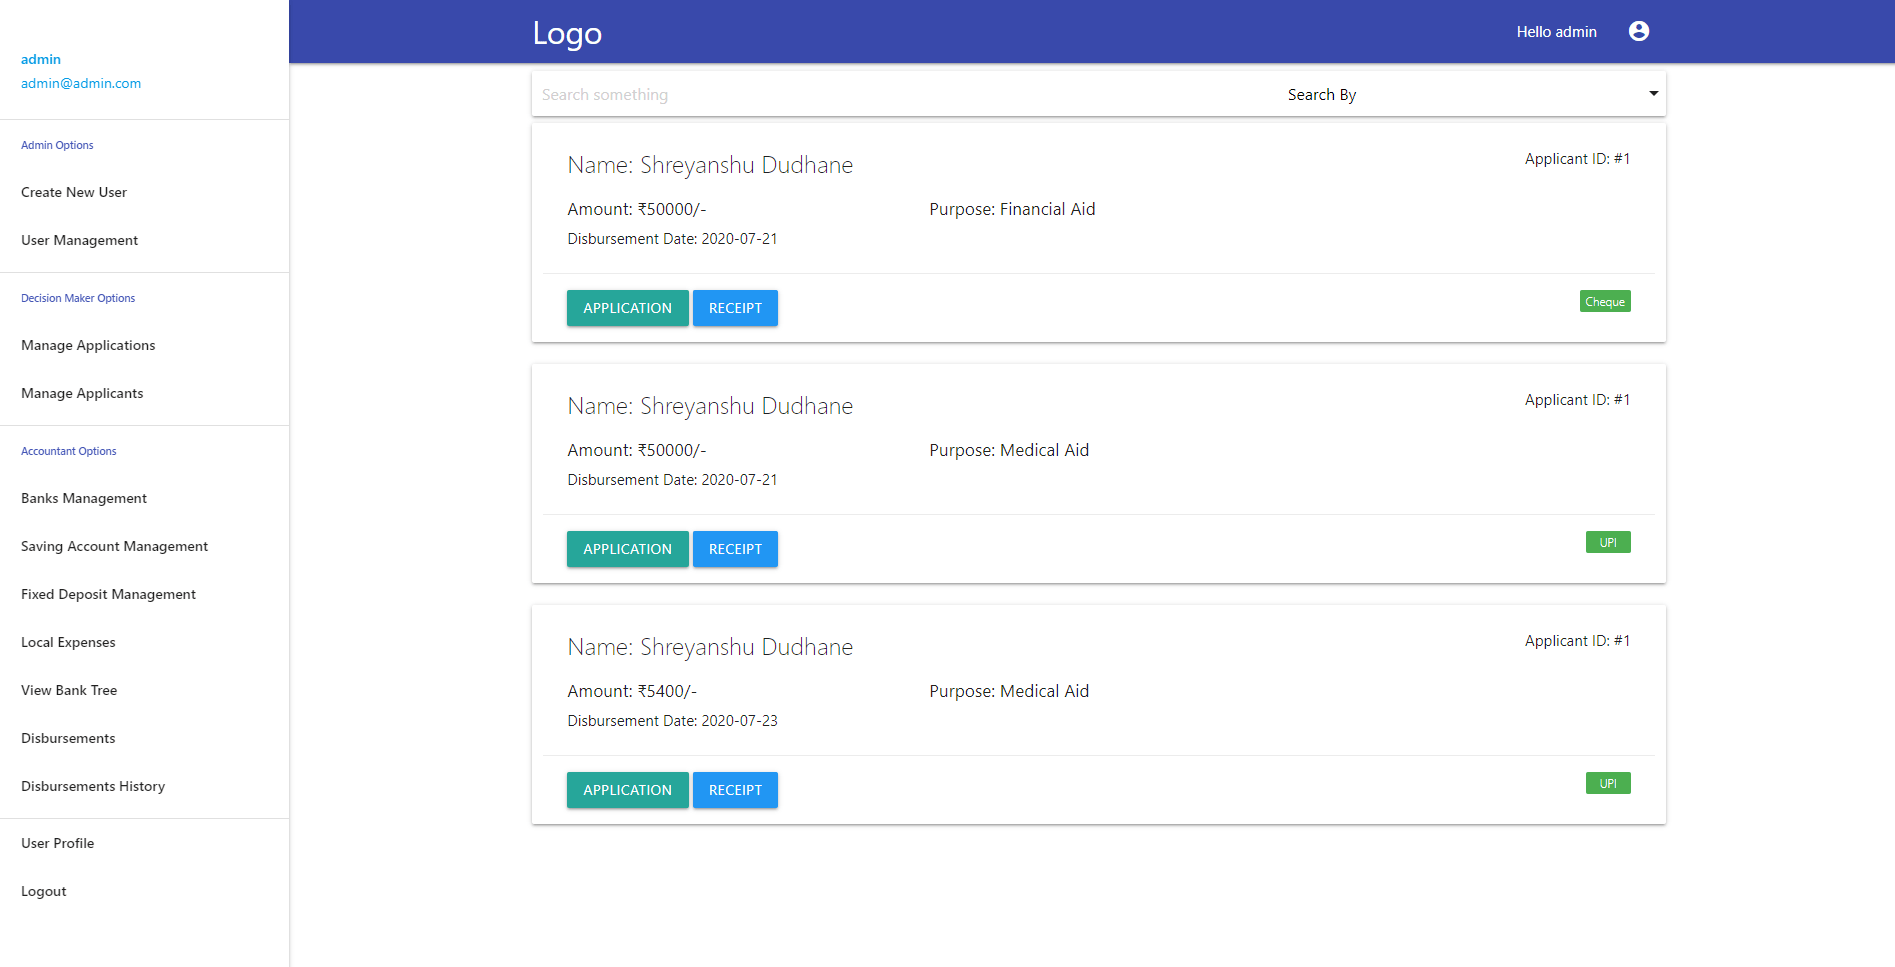 admin
admin@admin.com
Admin Options
Create New User
User Management
Decision Maker Options
Manage Applications
Manage Applicants
Accountant Options
Banks Management
Saving Account Management
Fixed Deposit Management
Local Expenses
View Bank Tree
Disbursements
Disbursements History
User Profile
Logout
Logo
Hello admin
Search something
Search By
Name: Shreyanshu Dudhane
Applicant ID: #1
Amount: ₹50000/-
Purpose: Financial Aid
Disbursement Date: 2020-07-21
APPLICATION
RECEIPT
Cheque
Name: Shreyanshu Dudhane
Applicant ID: #1
Amount: ₹50000/-
Purpose: Medical Aid
Disbursement Date: 2020-07-21
APPLICATION
RECEIPT
UPI
Name: Shreyanshu Dudhane
Applicant ID: #1
Amount: ₹5400/-
Purpose: Medical Aid
Disbursement Date: 2020-07-23
APPLICATION
RECEIPT
UPI